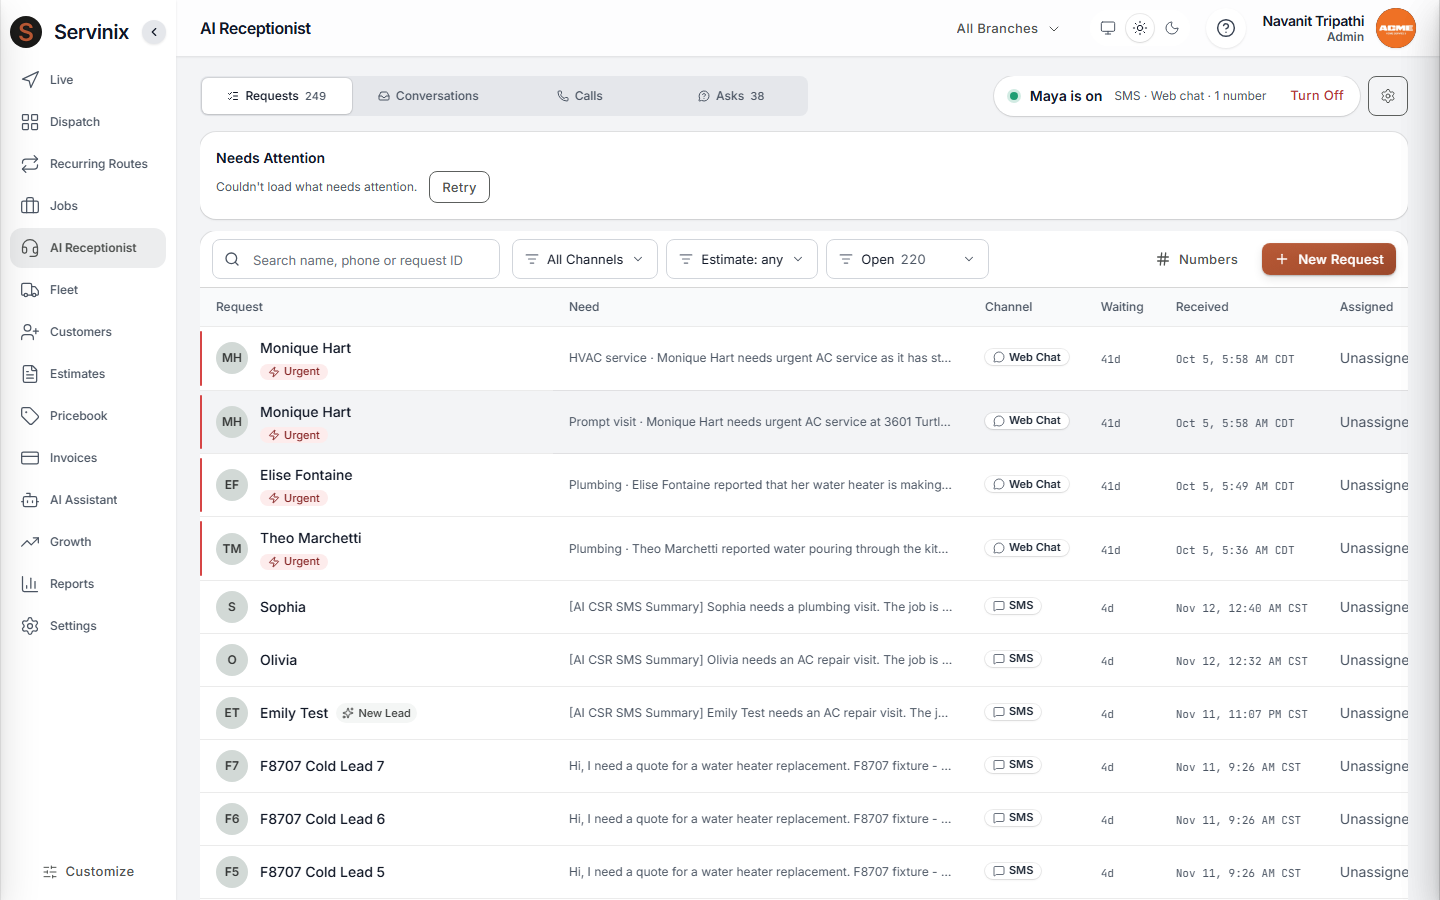 S Servinix
Live
Dispatch
Recurring Routes
Jobs
AI Receptionist
Fleet
Customers
Estimates
Pricebook
Invoices
AI Assistant
Growth
Reports
Settings
Customize
AI Receptionist
All Branches
Navanit Tripathi
Admin
ACME
Requests 249
Conversations
Calls
Asks 38
Maya is on SMS · Web chat · 1 number Turn Off
Needs Attention
Couldn't load what needs attention. Retry
Search name, phone or request ID
All Channels
Estimate: any
Open 220
# Numbers
+ New Request
Request Need Channel Waiting Received Assigned
MH Monique Hart Urgent HVAC service · Monique Hart needs urgent AC service as it has st... Web Chat 41d Oct 5, 5:58 AM CDT Unassigne
MH Monique Hart Urgent Prompt visit · Monique Hart needs urgent AC service at 3601 Turtl... Web Chat 41d Oct 5, 5:58 AM CDT Unassigne
EF Elise Fontaine Urgent Plumbing · Elise Fontaine reported that her water heater is making... Web Chat 41d Oct 5, 5:49 AM CDT Unassigne
TM Theo Marchetti Urgent Plumbing · Theo Marchetti reported water pouring through the kit... Web Chat 41d Oct 5, 5:36 AM CDT Unassigne
S Sophia [AI CSR SMS Summary] Sophia needs a plumbing visit. The job is ... SMS 4d Nov 12, 12:40 AM CST Unassigne
O Olivia [AI CSR SMS Summary] Olivia needs an AC repair visit. The job is ... SMS 4d Nov 12, 12:32 AM CST Unassigne
ET Emily Test New Lead [AI CSR SMS Summary] Emily Test needs an AC repair visit. The j... SMS 4d Nov 11, 11:07 PM CST Unassigne
F7 F8707 Cold Lead 7 Hi, I need a quote for a water heater replacement. F8707 fixture - ... SMS 4d Nov 11, 9:26 AM CST Unassigne
F6 F8707 Cold Lead 6 Hi, I need a quote for a water heater replacement. F8707 fixture - ... SMS 4d Nov 11, 9:26 AM CST Unassigne
F5 F8707 Cold Lead 5 Hi, I need a quote for a water heater replacement. F8707 fixture - ... SMS 4d Nov 11, 9:26 AM CST Unassigne